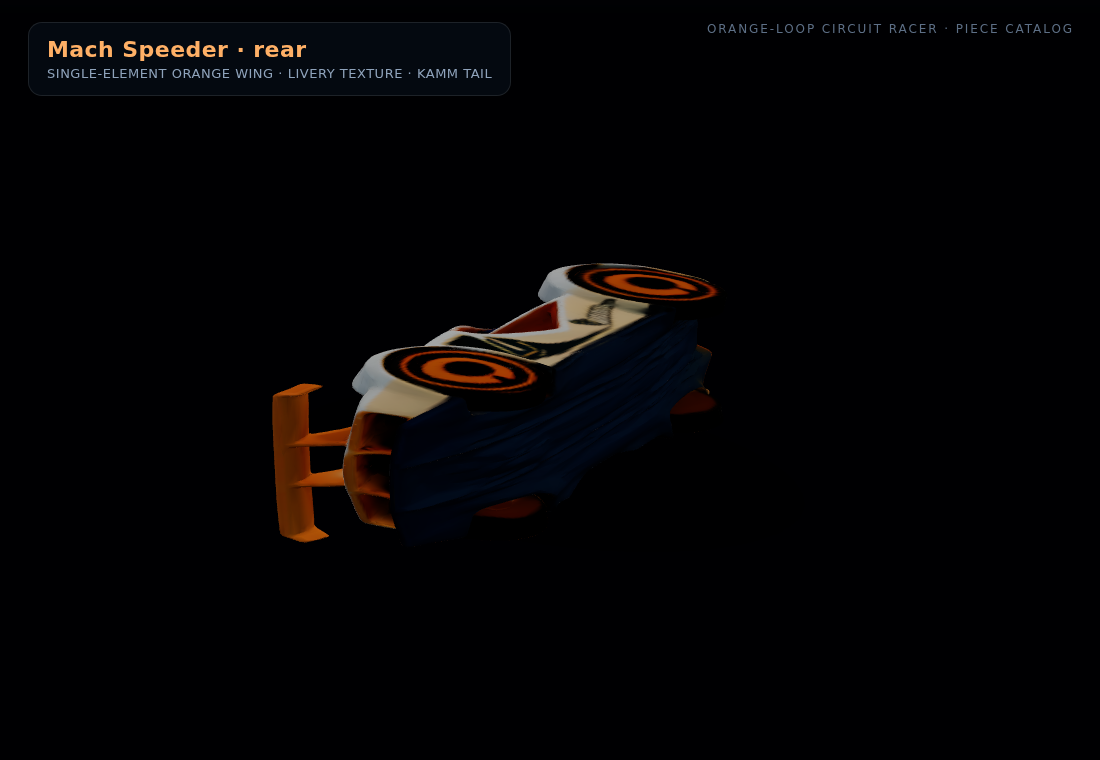 Mach Speeder · rear
SINGLE-ELEMENT ORANGE WING · LIVERY TEXTURE · KAMM TAIL
ORANGE-LOOP CIRCUIT RACER · PIECE CATALOG